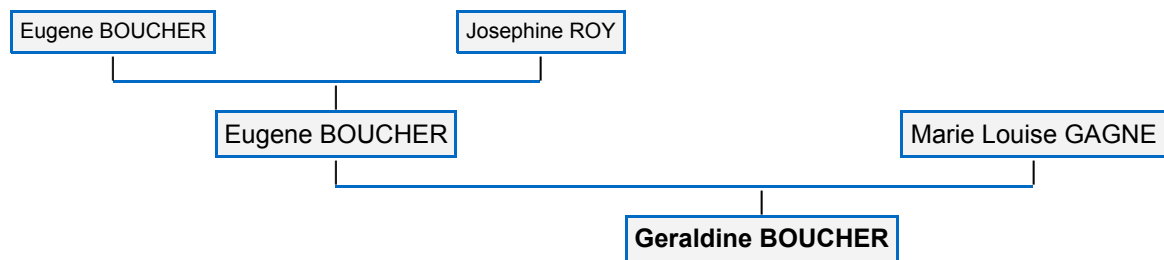 Eugene BOUCHER
Josephine ROY
Eugene BOUCHER
Marie Louise GAGNE
Geraldine BOUCHER